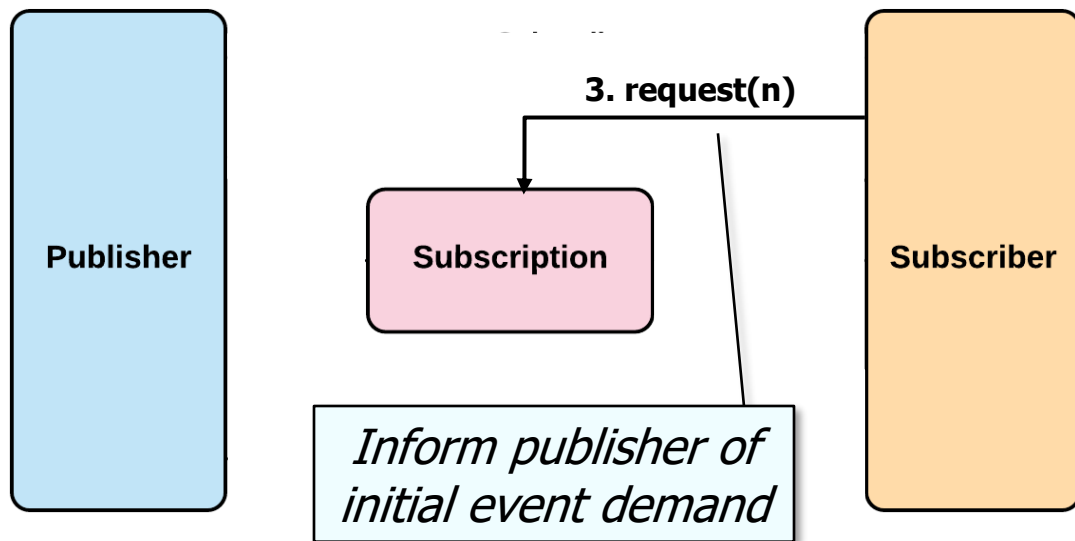 3. request(n)
Publisher
Subscription
Subscriber
Inform publisher of
initial event demand